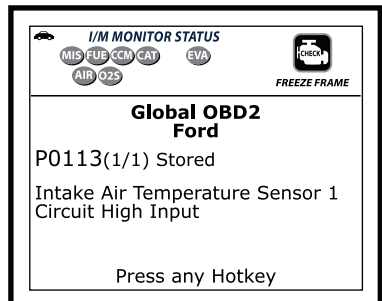 I/M MONITOR STATUS
MIS FUE CCM CAT EVA
AIR O2S
CHECK
FREEZE FRAME
Global OBD2
Ford
P0113(1/1) Stored
Intake Air Temperature Sensor 1
Circuit High Input
Press any Hotkey